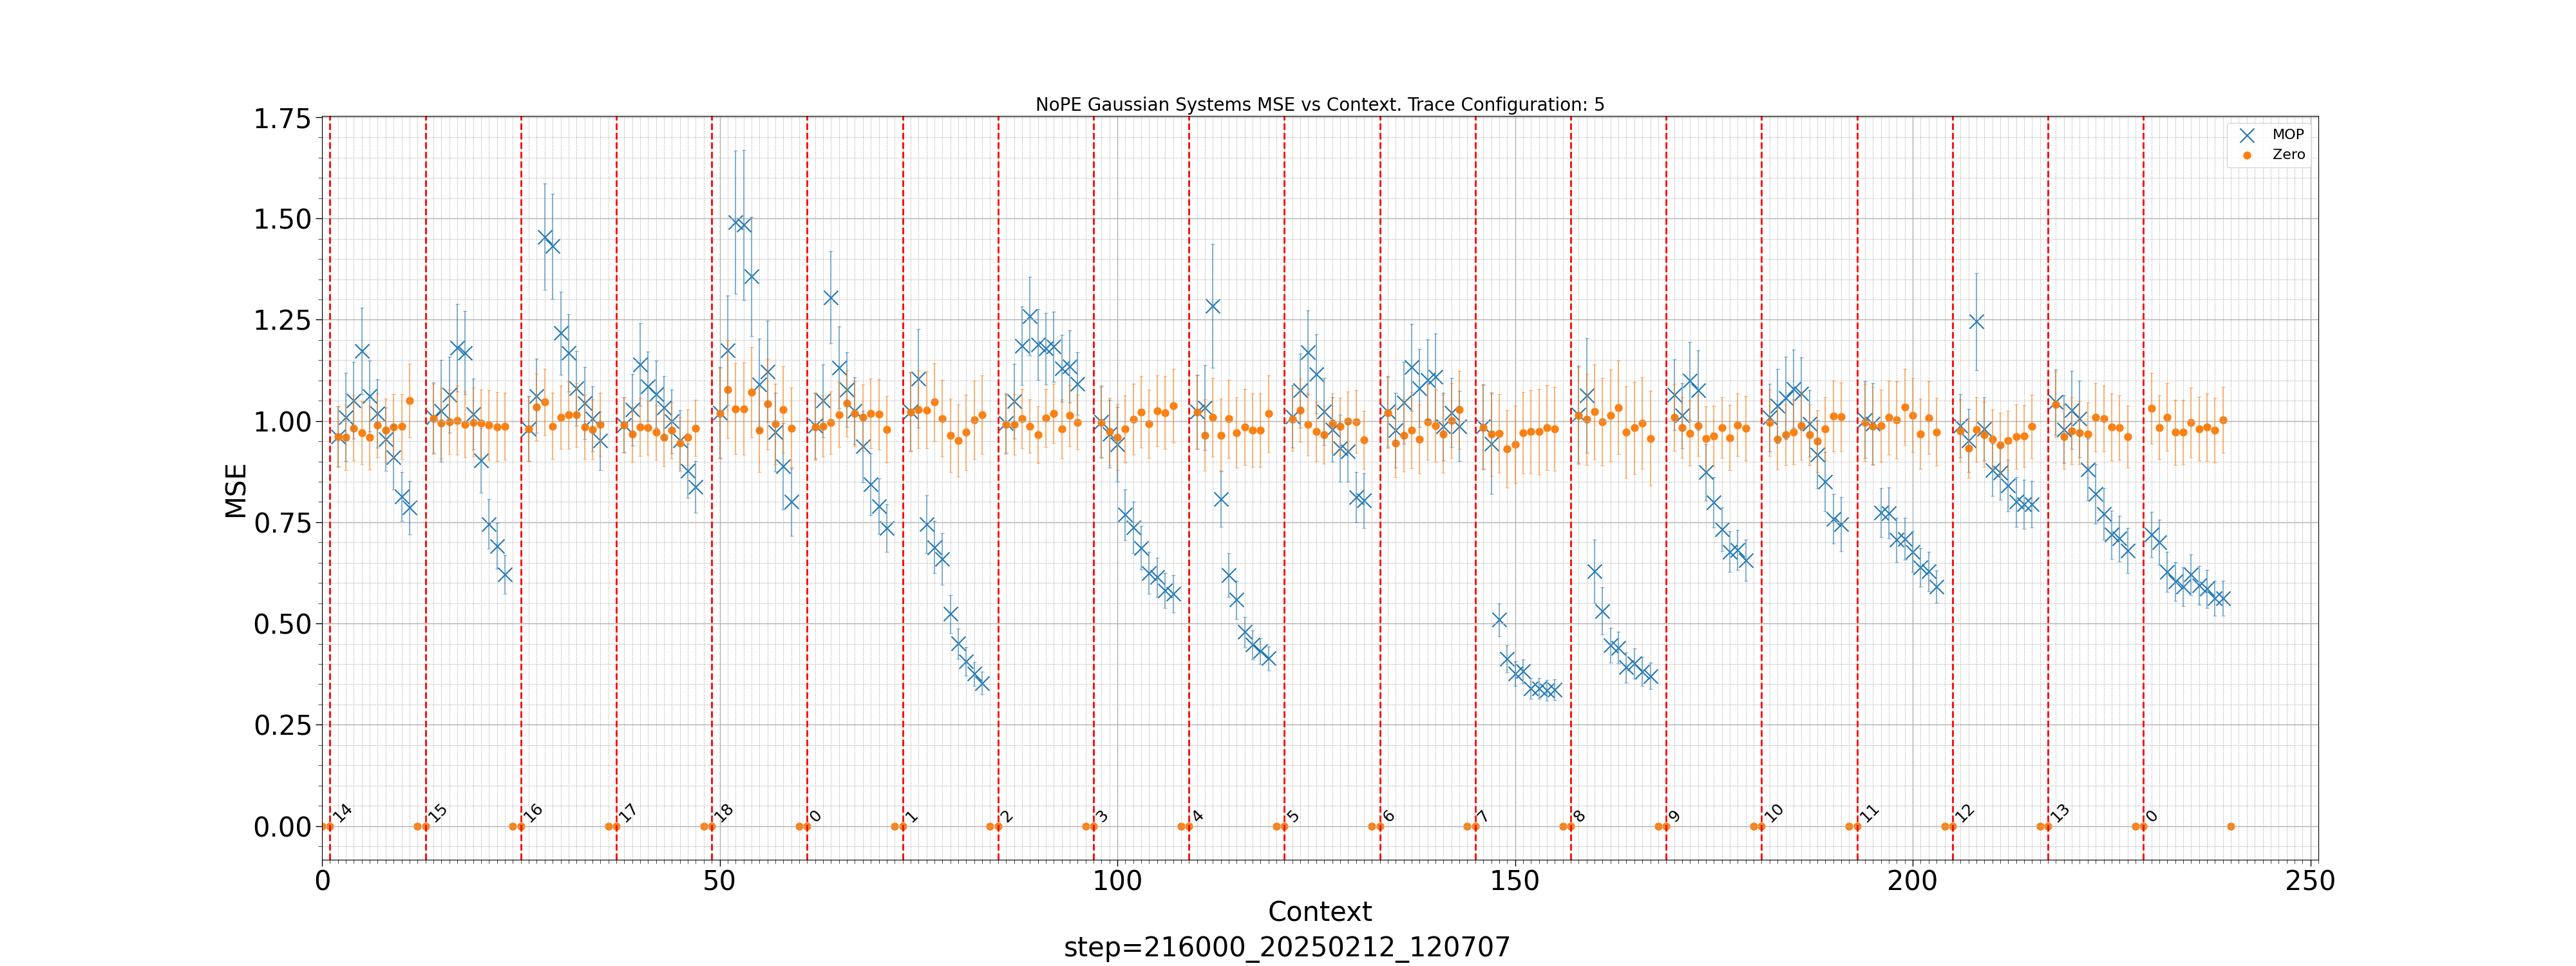 NoPE Gaussian Systems MSE vs Context. Trace Configuration: 5
MOP
Zero
1.75
1.50
1.25
1.00
0.75
0.50
0.25
0.00
MSE
14 15 16 17 18 0 1 2 3 4 5 6 7 8 9 10 11 12 13 0
0 50 100 150 200 250
Context
step=216000_20250212_120707